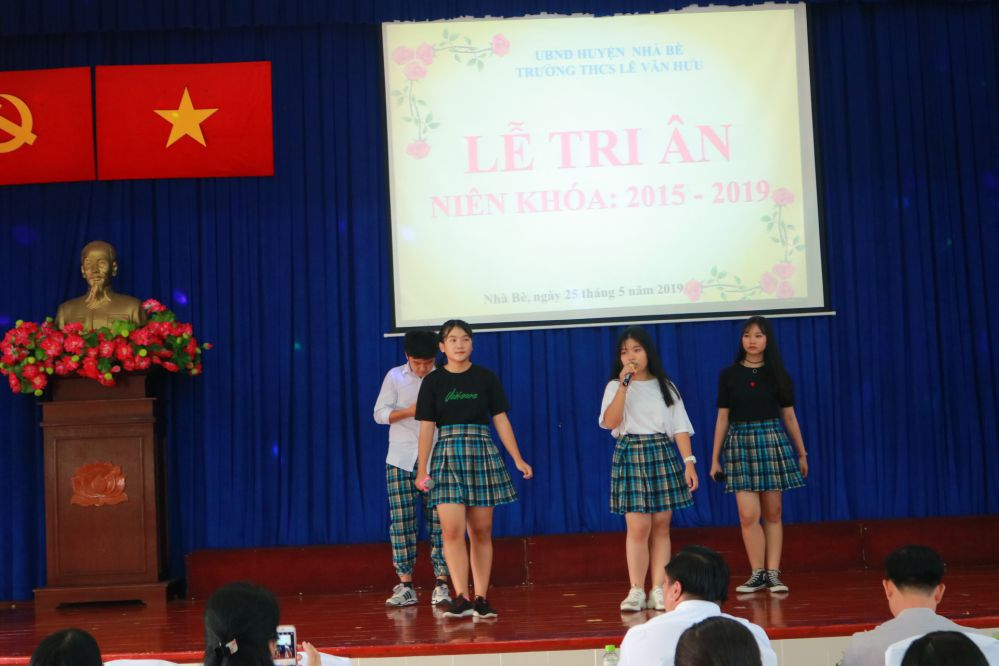 UBND HUYỆN NHÀ BÈ
TRƯỜNG THCS LÊ VĂN HƯU
LỄ TRI ÂN
NIÊN KHÓA: 2015 - 2019
Nhà Bè, ngày 25 tháng 5 năm 2019